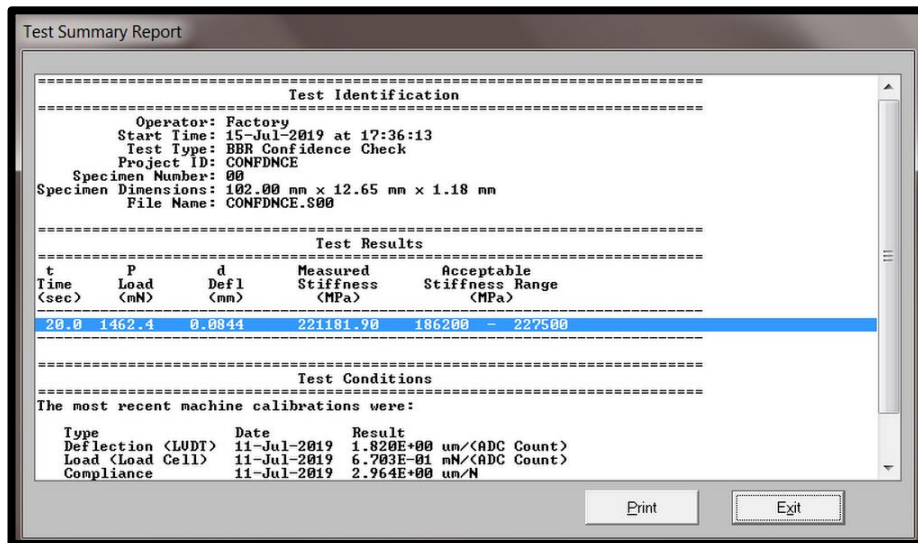 Test Summary Report
================================================================================
Test Identification
================================================================================
Operator: Factory
Start Time: 15-Jul-2019 at 17:36:13
Test Type: BBR Confidence Check
Project ID: CONFDNCE
Specimen Number: 00
Specimen Dimensions: 102.00 mm x 12.65 mm x 1.18 mm
File Name: CONFDNCE.S00
================================================================================
Test Results
================================================================================
t P d Measured Acceptable
Time Load Defl Stiffness Stiffness Range
(sec) (mN) (mm) (MPa) (MPa)
--------------------------------------------------------------------------------
20.0 1462.4 0.0844 221181.90 186200 - 227500
--------------------------------------------------------------------------------
================================================================================
Test Conditions
================================================================================
The most recent machine calibrations were:
Type Date Result
Deflection (LVDT) 11-Jul-2019 1.820E+00 um/(ADC Count)
Load (Load Cell) 11-Jul-2019 6.703E-01 mN/(ADC Count)
Compliance 11-Jul-2019 2.964E+00 um/N
Print Exit